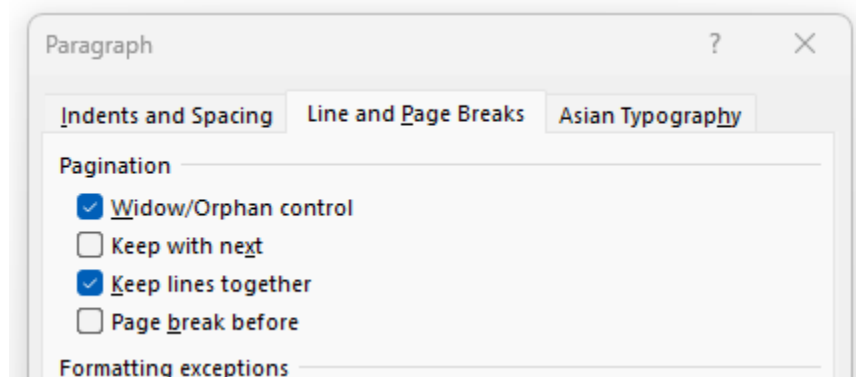 Paragraph ?
Indents and Spacing Line and Page Breaks Asian Typography
Pagination
Widow/Orphan control
Keep with next
Keep lines together
Page break before
Formatting exceptions